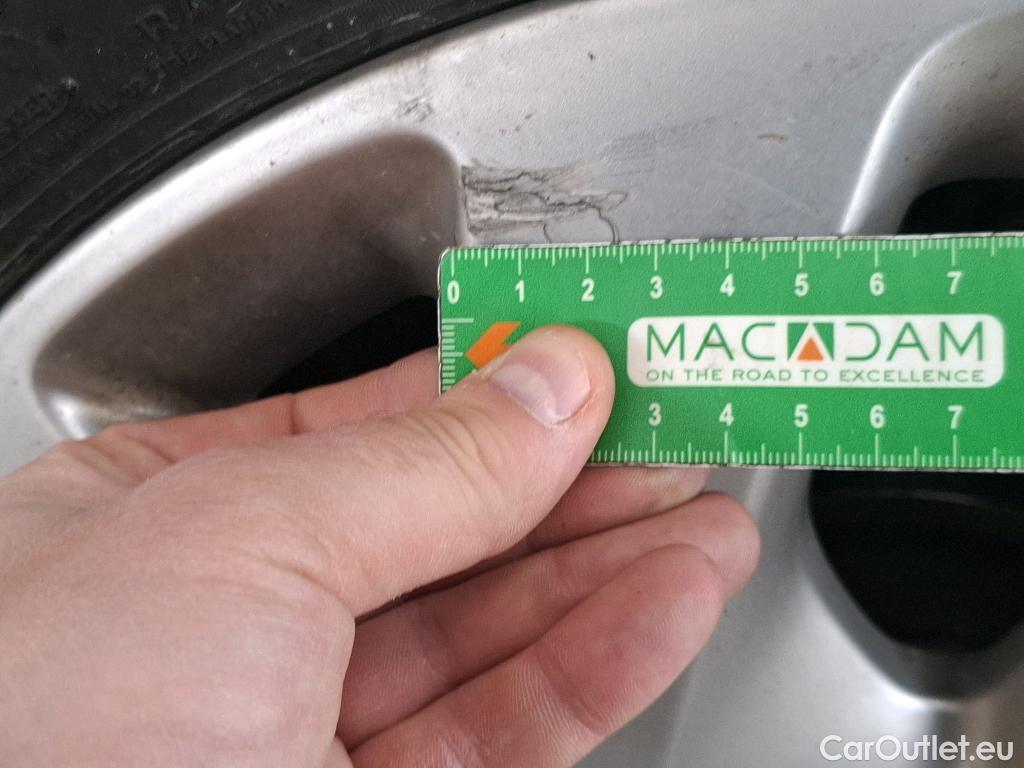 RA
0 1 2 3 4 5 6 7
MACADAM
ON THE ROAD TO EXCELLENCE
3 4 5 6 7
CarOutlet.eu